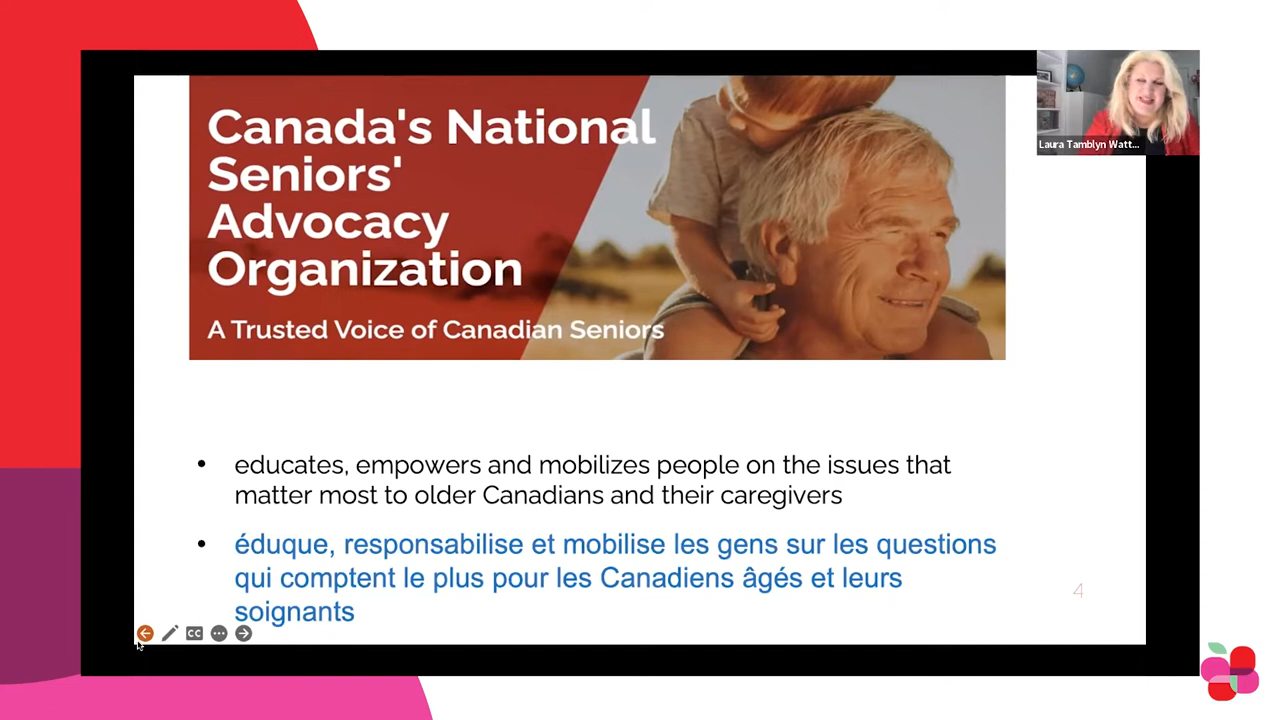 Canada's National
Seniors'
Advocacy
Organization
A Trusted Voice of Canadian Seniors
Laura Tamblyn Watt...
• educates, empowers and mobilizes people on the issues that
matter most to older Canadians and their caregivers
• éduque, responsabilise et mobilise les gens sur les questions
qui comptent le plus pour les Canadiens âgés et leurs
soignants
4
CC